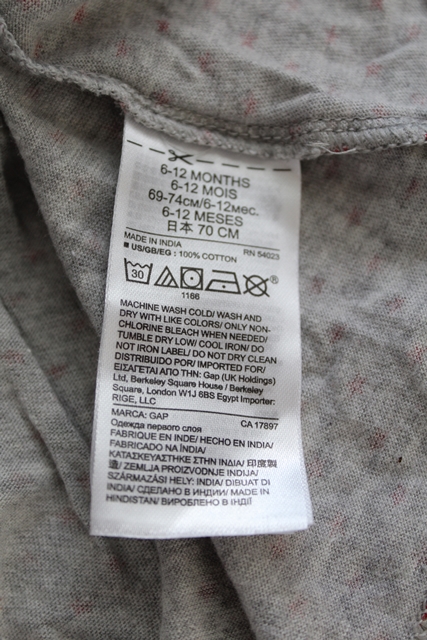 6-12 MONTHS
6-12 MOIS
69-74см/6-12мес.
6-12 MESES
日本 70 CM
MADE IN INDIA
RN 54023
■ US/GB/EG : 100% COTTON
30
®
1166
MACHINE WASH COLD/ WASH AND
DRY WITH LIKE COLORS/ ONLY NON-
CHLORINE BLEACH WHEN NEEDED/
TUMBLE DRY LOW/ COOL IRON/ DO
NOT IRON LABEL/ DO NOT DRY CLEAN
DISTRIBUIDO POR/ IMPORTED FOR/
ΕΙΣΑΓΕΤΑΙ ΑΠΟ ΤΗΝ: Gap (UK Holdings)
Ltd, Berkeley Square House / Berkeley
Square, London W1J 6BS Egypt Importer:
RIGE, LLC
MARCA: GAP
CA 17897
Одежда первого слоя
FABRIQUE EN INDE/ HECHO EN INDIA/
FABRICADO NA ÍNDIA/
ΚΑΤΑΣΚΕΥΑΣΤΗΚΕ ΣΤΗΝ ΙΝΔΙΑ/ 印度製
造/ ZEMLJA PROIZVODNJE INDIJA/
SZÁRMAZÁSI HELY: INDIA/ DIBUAT DI
INDIA/ СДЕЛАНО В ИНДИИ/ MADE IN
HINDISTAN/ ВИРОБЛЕНО В ІНДІЇ